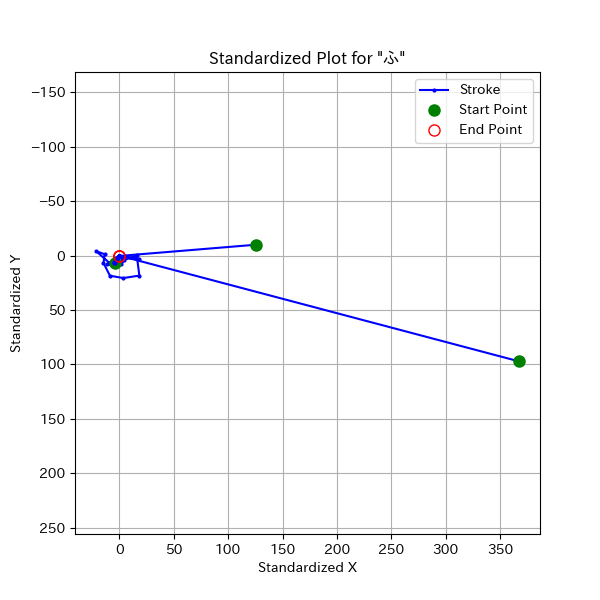 Standardized Plot for "ふ"
Stroke
Start Point
End Point
Standardized Y
−150
−100
−50
0
50
100
150
200
250
0 50 100 150 200 250 300 350
Standardized X